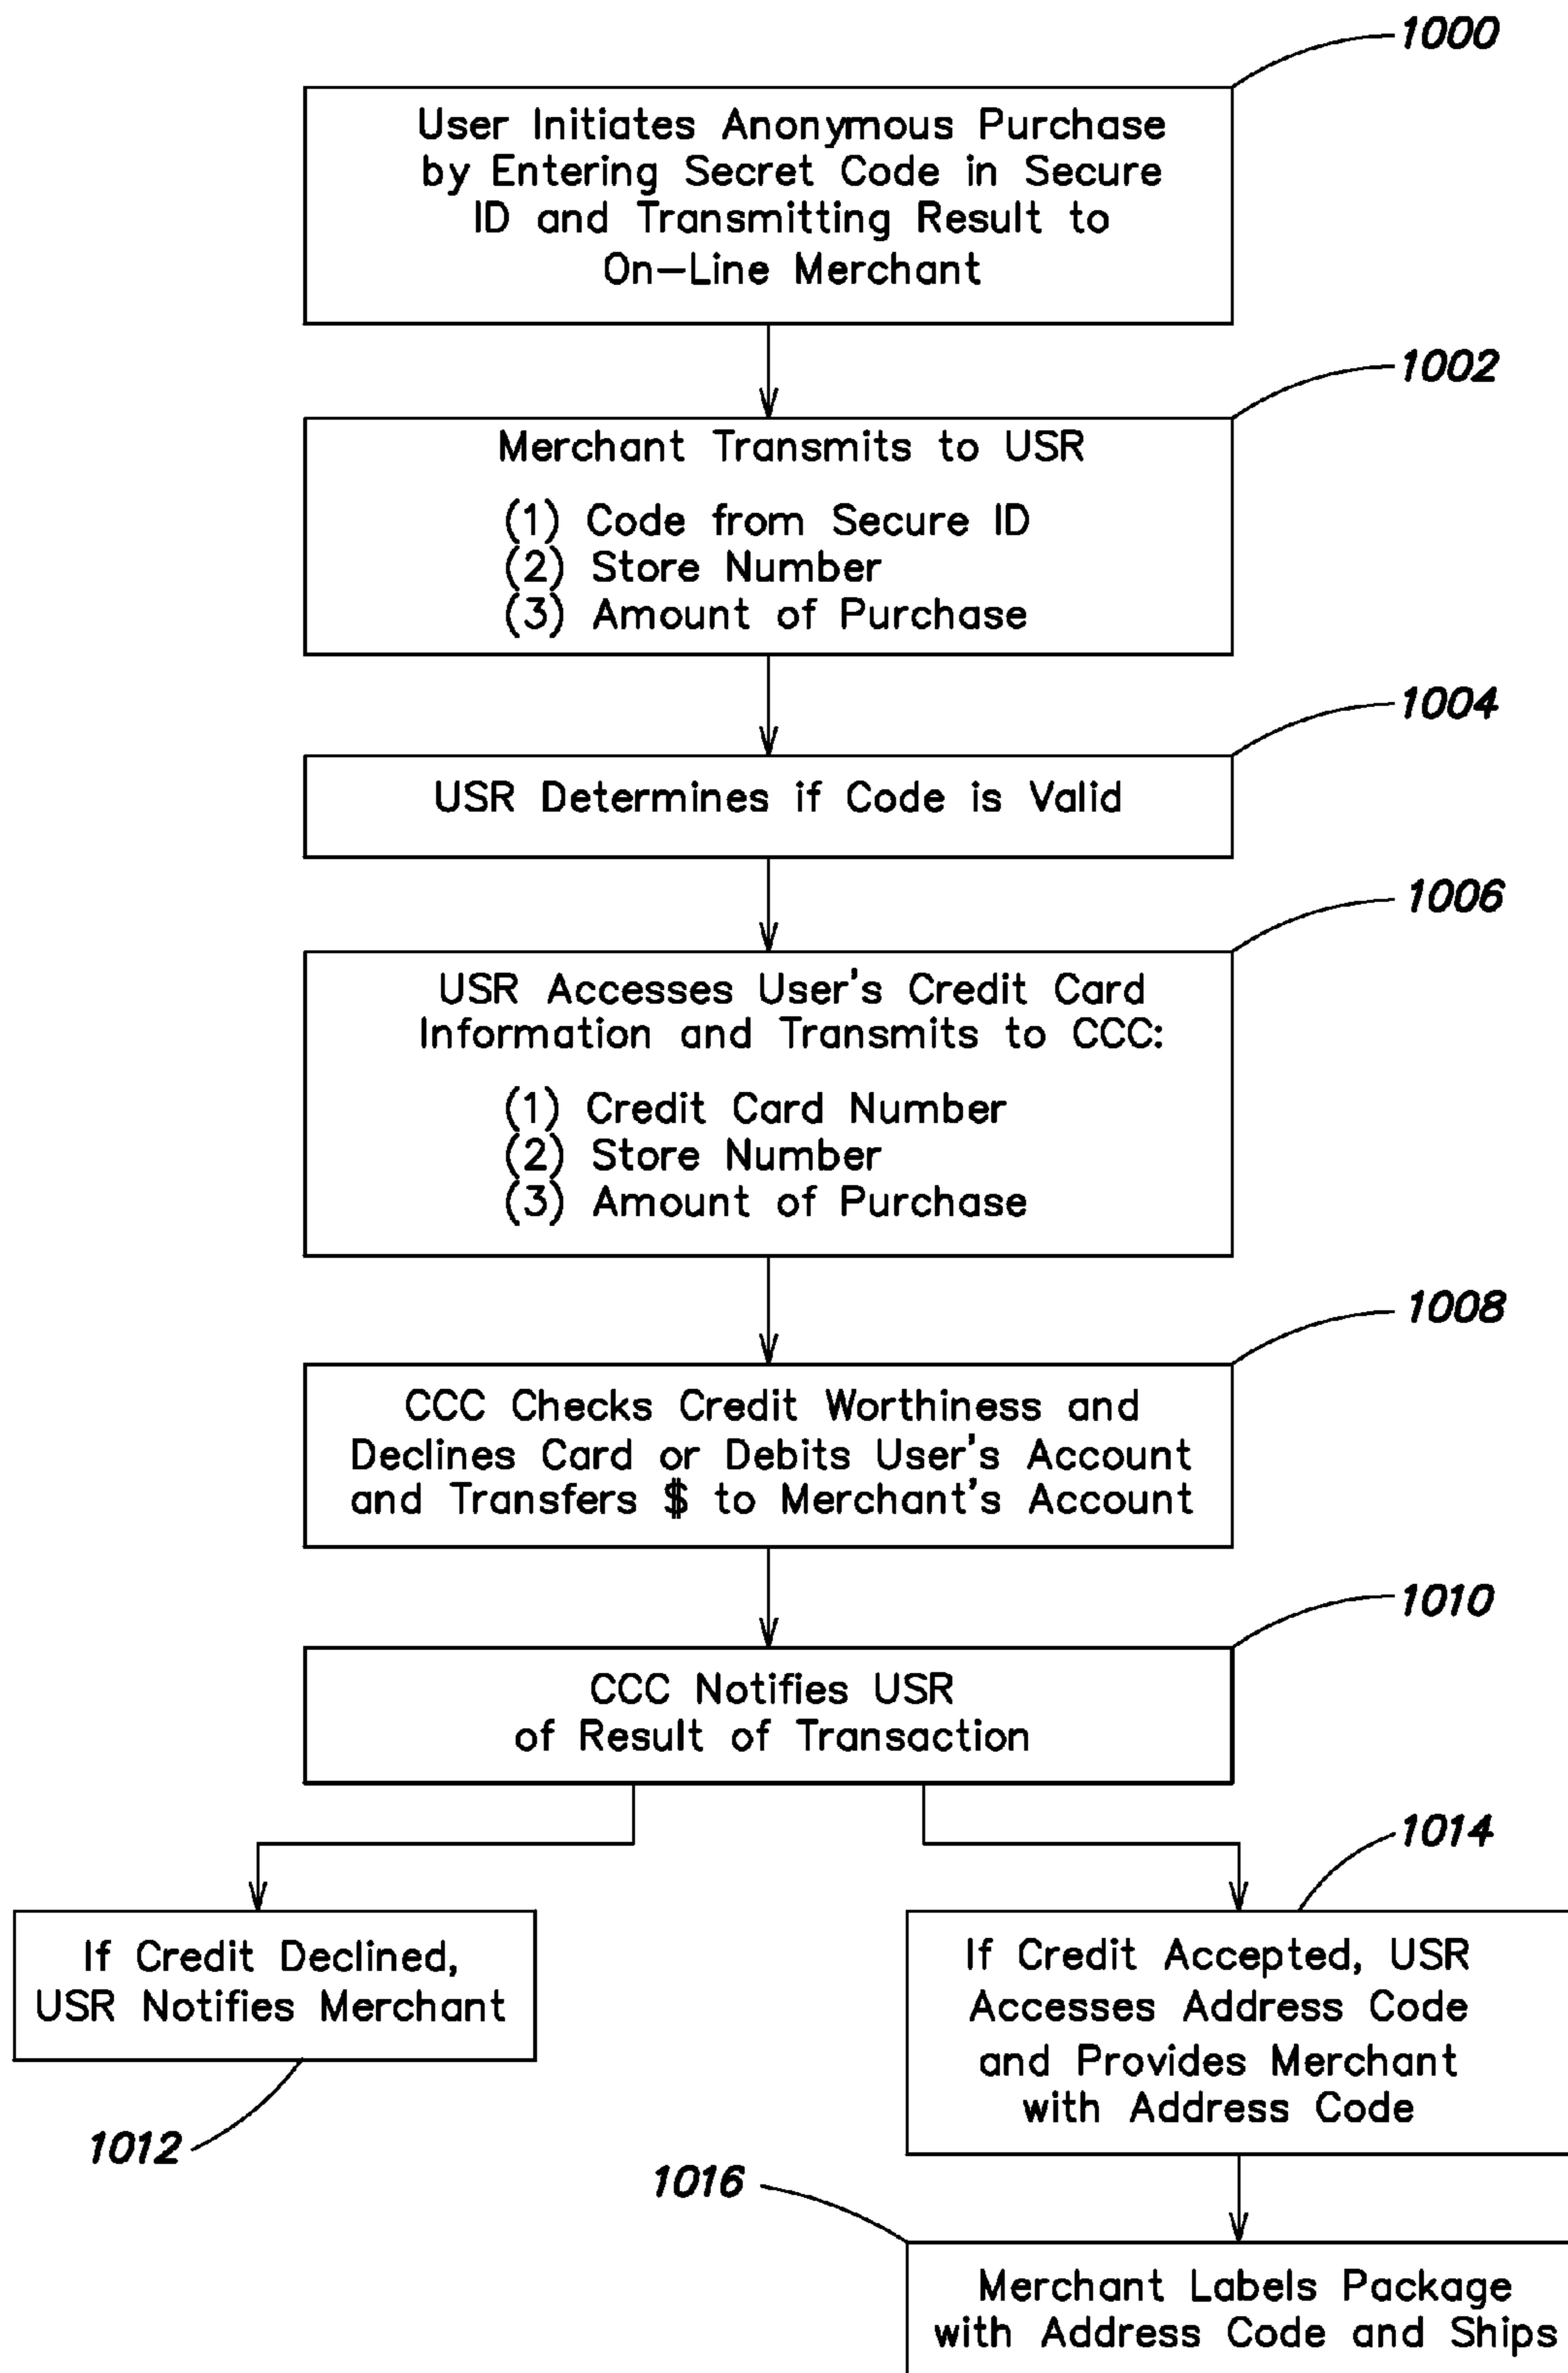 1000
User Initiates Anonymous Purchase
by Entering Secret Code in Secure
ID and Transmitting Result to
On-Line Merchant
1002
Merchant Transmits to USR
(1) Code from Secure ID
(2) Store Number
(3) Amount of Purchase
1004
USR Determines if Code is Valid
1006
USR Accesses User's Credit Card
Information and Transmits to CCC:
(1) Credit Card Number
(2) Store Number
(3) Amount of Purchase
1008
CCC Checks Credit Worthiness and
Declines Card or Debits User's Account
and Transfers $ to Merchant's Account
1010
CCC Notifies USR
of Result of Transaction
1014
If Credit Declined,
USR Notifies Merchant
1012
If Credit Accepted, USR
Accesses Address Code
and Provides Merchant
with Address Code
1016
Merchant Labels Package
with Address Code and Ships